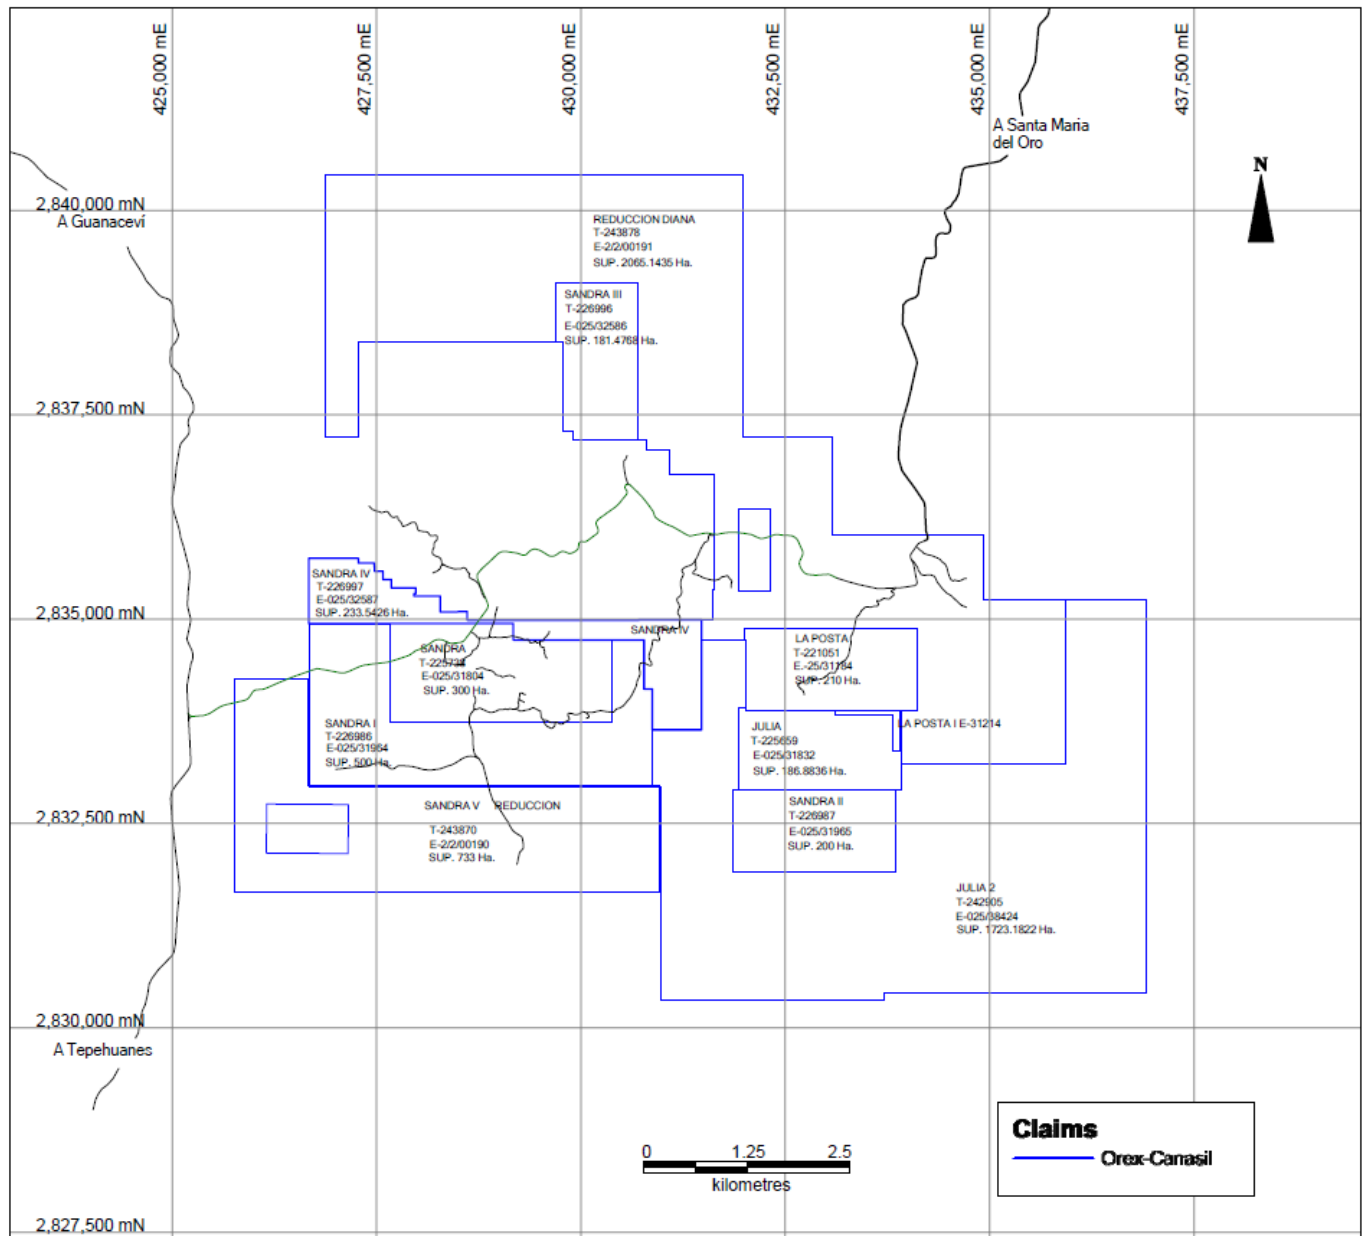 425,000 mE
427,500 mE
430,000 mE
432,500 mE
435,000 mE
437,500 mE
A Santa Maria
del Oro
N
2,840,000 mN
A Guanaceví
REDUCCION DIANA
T-243878
E-2/2/00191
SUP. 2065.1435 Ha.
SANDRA III
T-226996
E-025/32586
SUP. 181.4768 Ha.
2,837,500 mN
SANDRA IV
T-226997
E-025/32587
SUP. 233.5426 Ha.
2,835,000 mN
SANDRA IV
SANDRA
T-225738
E-025/31804
SUP. 300 Ha.
LA POSTA
T-221051
E.-25/31184
SUP. 210 Ha.
SANDRA I
T-226986
E-025/31964
SUP. 500 Ha.
JULIA
T-225659
E-025/31832
SUP. 186.8836 Ha.
LA POSTA I E-31214
2,832,500 mN
SANDRA V REDUCCION
T-243870
E-2/2/00190
SUP. 733 Ha.
SANDRA II
T-226987
E-025/31965
SUP. 200 Ha.
JULIA 2
T-242905
E-025/38424
SUP. 1723.1822 Ha.
2,830,000 mN
A Tepehuanes
0 1.25 2.5
kilometres
Claims
Orex-Canasil
2,827,500 mN